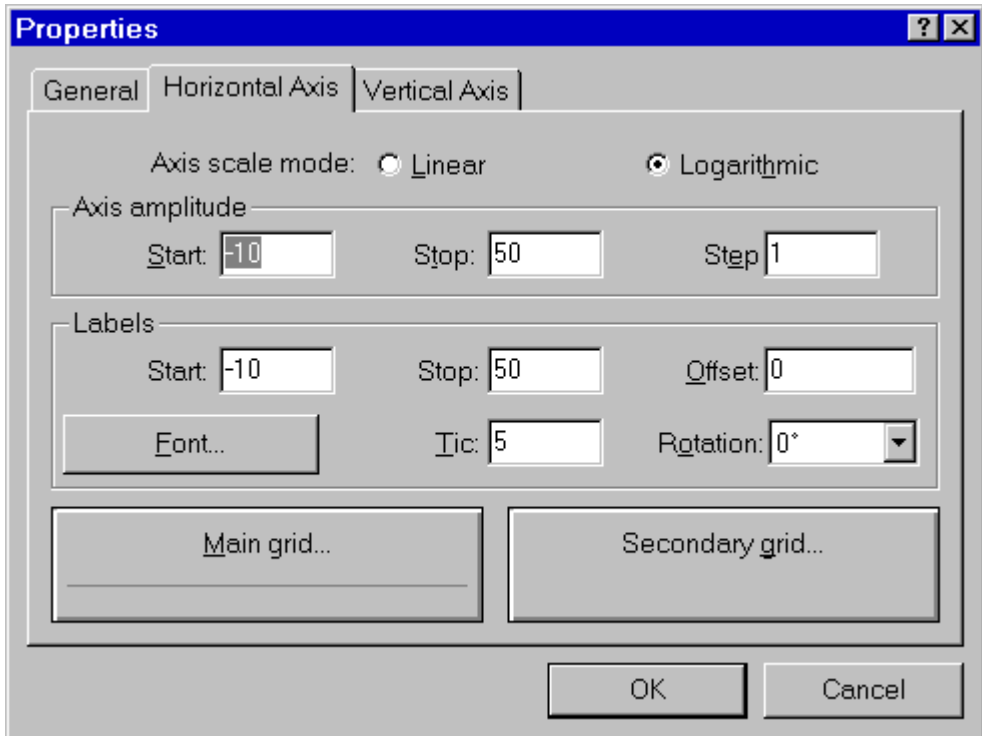 Properties
General Horizontal Axis Vertical Axis
Axis scale mode: Linear Logarithmic
Axis amplitude
Start: -10 Stop: 50 Step 1
Labels
Start: -10 Stop: 50 Offset: 0
Font... Tic: 5 Rotation: 0°
Main grid... Secondary grid...
OK Cancel